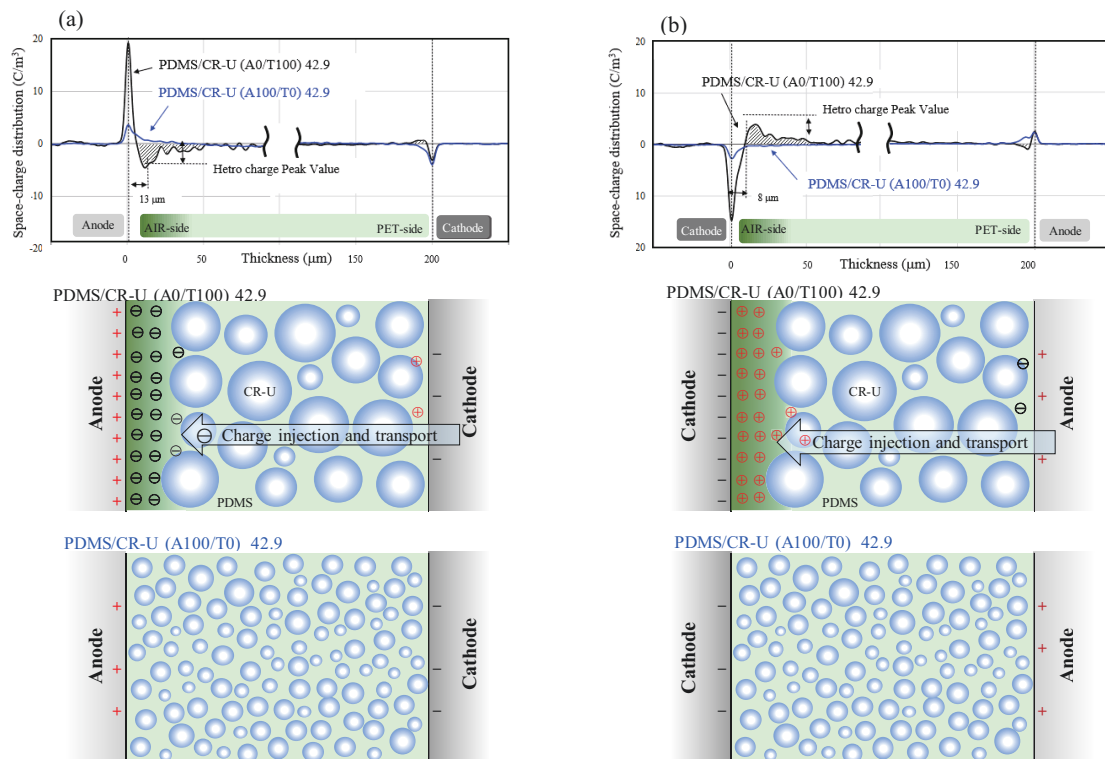 (a)
Space-charge distribution (C/m³)
20
10
0
10
-20
PDMS/CR-U (A0/T100) 42.9
PDMS/CR-U (A100/T0) 42.9
Hetro charge Peak Value
13 μm
Anode
AIR-side
PET-side
Cathode
0
50
100
150
200
Thickness (μm)
PDMS/CR-U (A0/T100) 42.9
Anode
CR-U
Charge injection and transport
PDMS
Cathode
PDMS/CR-U (A100/T0) 42.9
Anode
Cathode
(b)
Space-charge distribution (C/m³)
20
10
0
10
20
PDMS/CR-U (A0/T100) 42.9
Hetro charge Peak Value
PDMS/CR-U (A100/T0) 42.9
8 μm
Cathode
AIR-side
PET-side
Anode
0
50
100
150
200
Thickness (μm)
PDMS/CR-U (A0/T100) 42.9
Cathode
CR-U
Charge injection and transport
PDMS
Anode
PDMS/CR-U (A100/T0) 42.9
Cathode
Anode